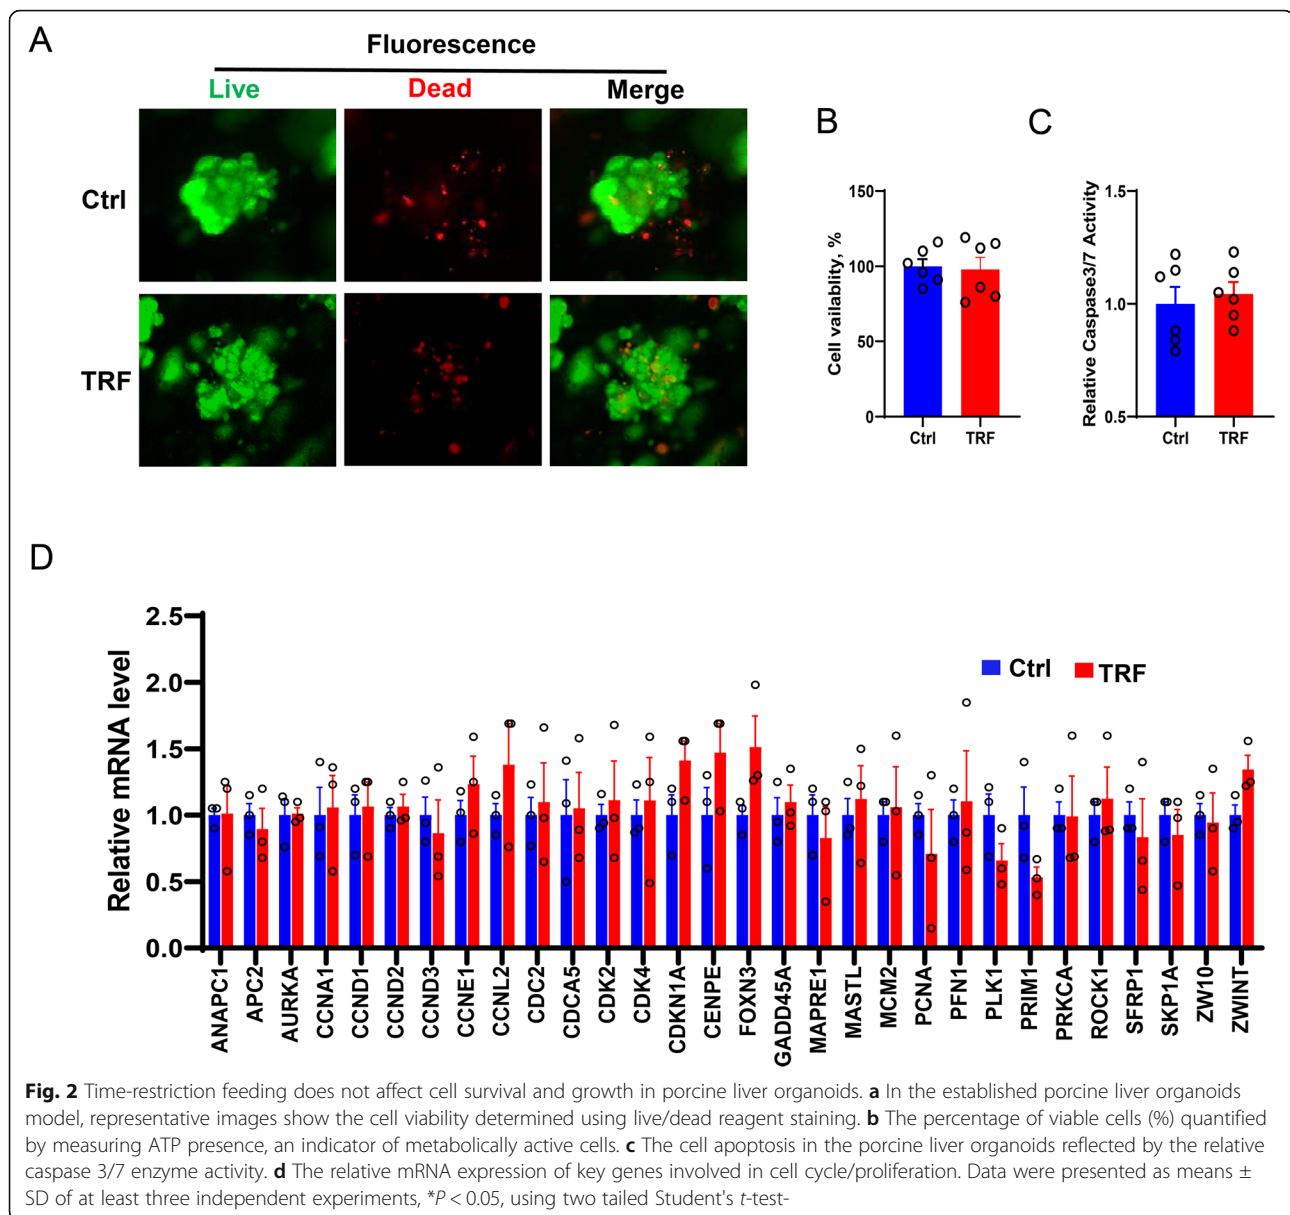 A
Fluorescence
Live Dead Merge
Ctrl
TRF
B
Cell vailablity, %
150
100
50
0
Ctrl TRF
C
Relative Caspase3/7 Activity
1.5
1.0
0.5
Ctrl TRF
D
Relative mRNA level
2.5
2.0
1.5
1.0
0.5
0.0
Ctrl TRF
ANAPC1
APC2
AURKA
CCNA1
CCND1
CCND2
CCND3
CCNE1
CCNL2
CDC2
CDCA5
CDK2
CDK4
CDKN1A
CENPE
FOXN3
GADD45A
MAPRE1
MASTL
MCM2
PCNA
PFN1
PLK1
PRIM1
PRKCA
ROCK1
SFRP1
SKP1A
ZW10
ZWINT
Fig. 2 Time-restriction feeding does not affect cell survival and growth in porcine liver organoids. a In the established porcine liver organoids
model, representative images show the cell viability determined using live/dead reagent staining. b The percentage of viable cells (%) quantified
by measuring ATP presence, an indicator of metabolically active cells. c The cell apoptosis in the porcine liver organoids reflected by the relative
caspase 3/7 enzyme activity. d The relative mRNA expression of key genes involved in cell cycle/proliferation. Data were presented as means ±
SD of at least three independent experiments, *P < 0.05, using two tailed Student's t-test-